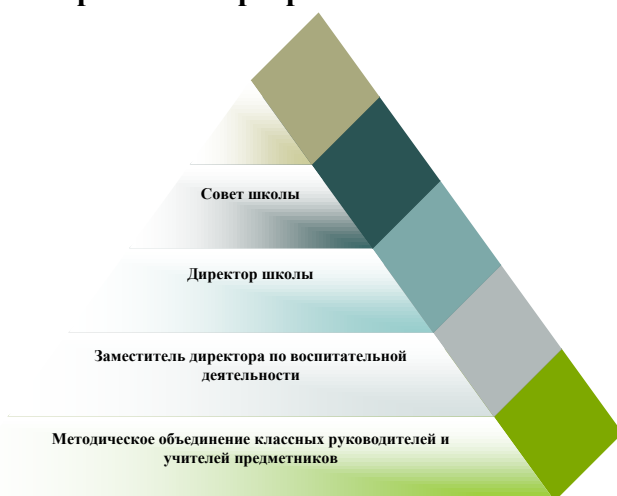 Совет школы
Директор школы
Заместитель директора по воспитательной
деятельности
Методическое объединение классных руководителей и
учителей предметников